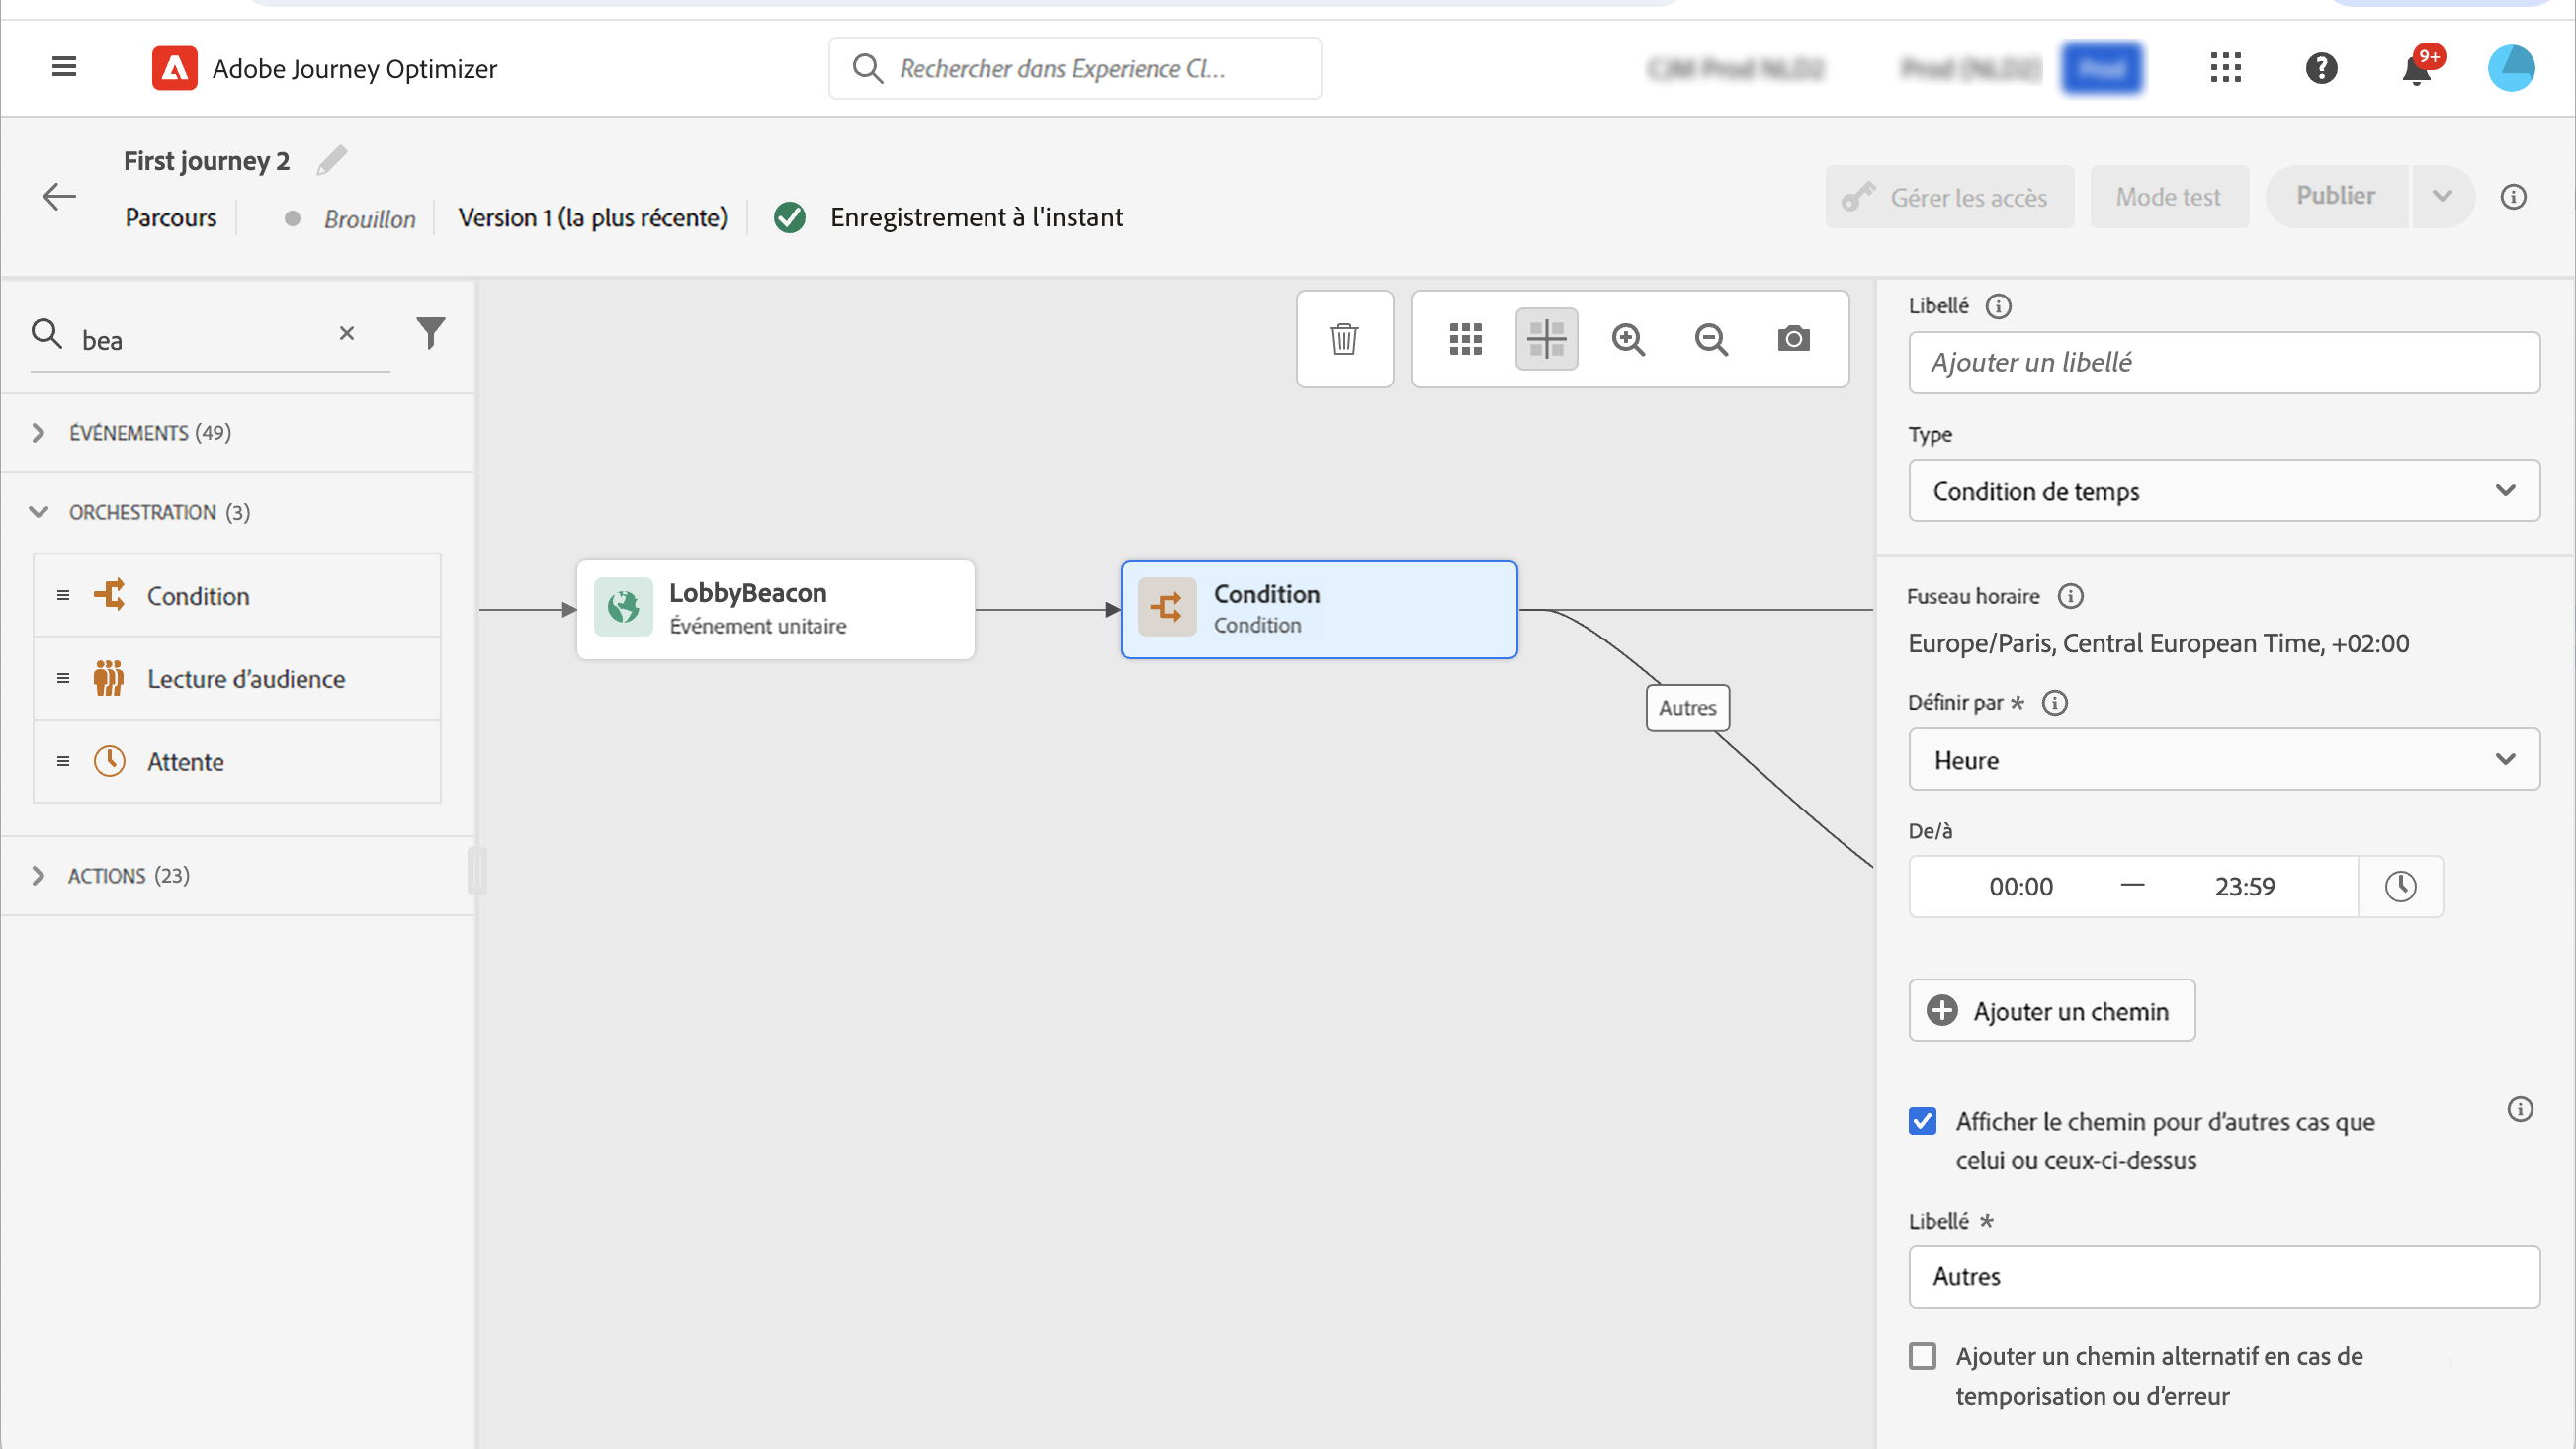 Adobe Journey Optimizer
Rechercher dans Experience Cl...
9+
First journey 2
Parcours
Brouillon
Version 1 (la plus récente)
Enregistrement à l'instant
Gérer les accès
Mode test
Publier
bea
ÉVÉNEMENTS (49)
ORCHESTRATION (3)
Condition
Lecture d’audience
Attente
ACTIONS (23)
LobbyBeacon
Événement unitaire
Condition
Condition
Autres
Libellé
Ajouter un libellé
Type
Condition de temps
Fuseau horaire
Europe/Paris, Central European Time, +02:00
Définir par *
Heure
De/à
00:00 — 23:59
Ajouter un chemin
Afficher le chemin pour d’autres cas que
celui ou ceux-ci-dessus
Libellé *
Autres
Ajouter un chemin alternatif en cas de
temporisation ou d’erreur